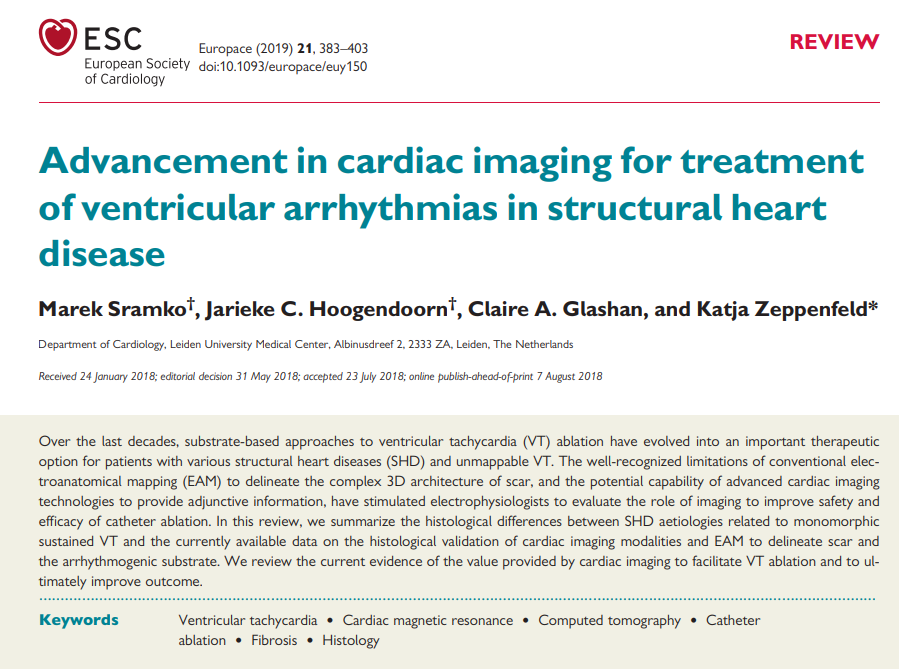 ESC
European Society
of Cardiology
Europace (2019) 21, 383–403
doi:10.1093/europace/euy150
REVIEW
Advancement in cardiac imaging for treatment
of ventricular arrhythmias in structural heart
disease
Marek Sramko†, Jarieke C. Hoogendoorn†, Claire A. Glashan, and Katja Zeppenfeld*
Department of Cardiology, Leiden University Medical Center, Albinusdreef 2, 2333 ZA, Leiden, The Netherlands
Received 24 January 2018; editorial decision 31 May 2018; accepted 23 July 2018; online publish-ahead-of-print 7 August 2018
Over the last decades, substrate-based approaches to ventricular tachycardia (VT) ablation have evolved into an important therapeutic
option for patients with various structural heart diseases (SHD) and unmappable VT. The well-recognized limitations of conventional elec-
troanatomical mapping (EAM) to delineate the complex 3D architecture of scar, and the potential capability of advanced cardiac imaging
technologies to provide adjunctive information, have stimulated electrophysiologists to evaluate the role of imaging to improve safety and
efficacy of catheter ablation. In this review, we summarize the histological differences between SHD aetiologies related to monomorphic
sustained VT and the currently available data on the histological validation of cardiac imaging modalities and EAM to delineate scar and
the arrhythmogenic substrate. We review the current evidence of the value provided by cardiac imaging to facilitate VT ablation and to ul-
timately improve outcome.
Keywords
Ventricular tachycardia • Cardiac magnetic resonance • Computed tomography • Catheter
ablation • Fibrosis • Histology